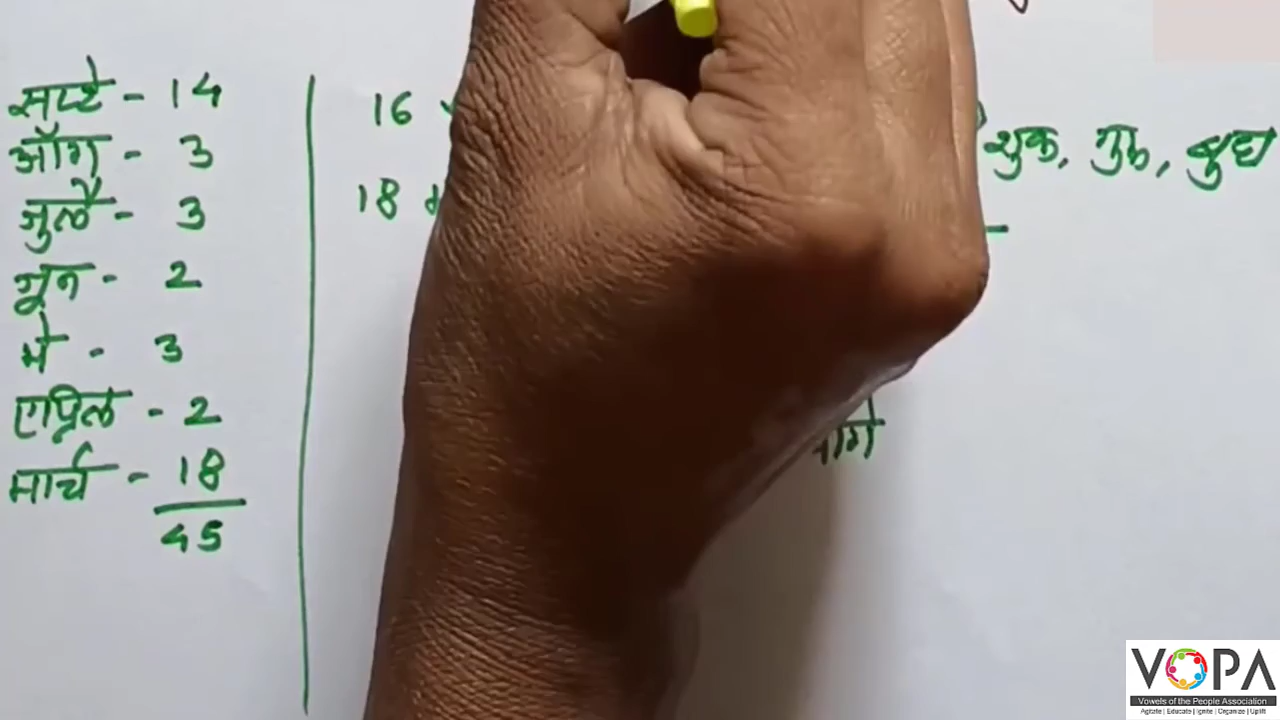 सप्टे - 14
ऑग - 3
जुलै - 3
जून - 2
मे - 3
एप्रिल - 2
मार्च - 18
45
16
18
शुक्र, गुरू, बुध
VOPA
Vowels of the People Association
Agitate | Educate | Ignite | Organize | Uplift